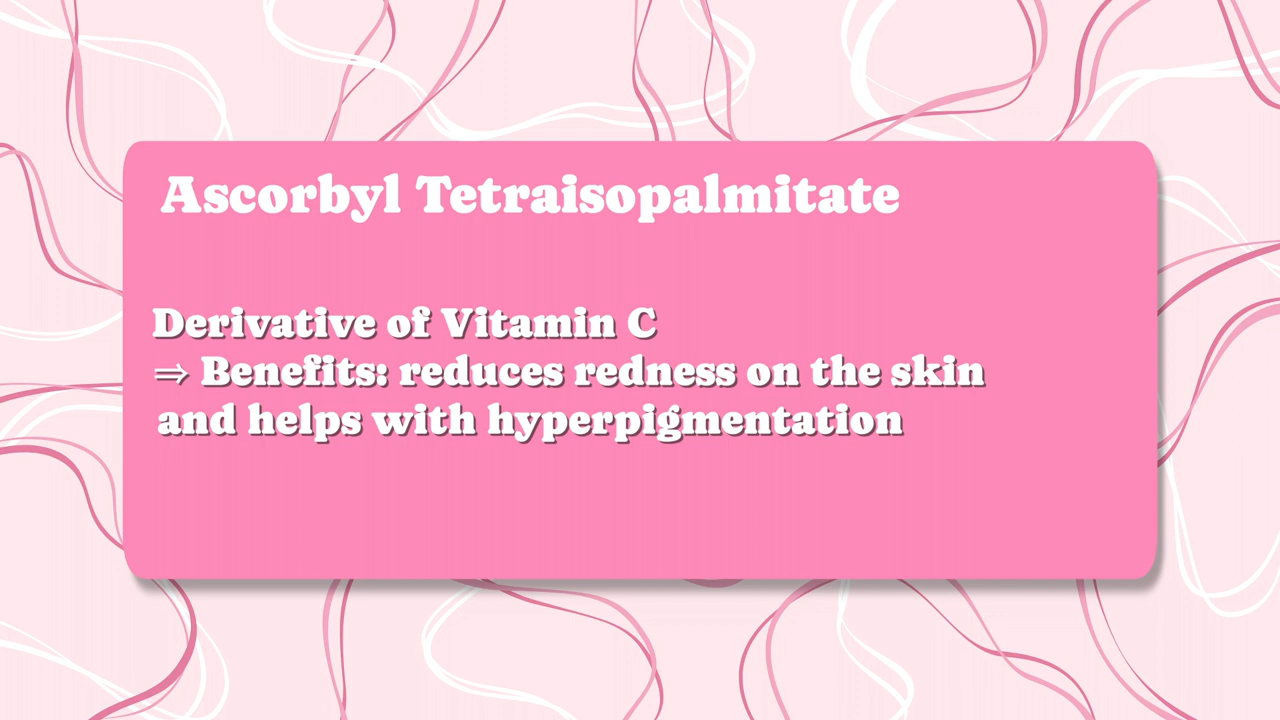 Ascorbyl Tetraisopalmitate
Derivative of Vitamin C
⇒ Benefits: reduces redness on the skin
and helps with hyperpigmentation